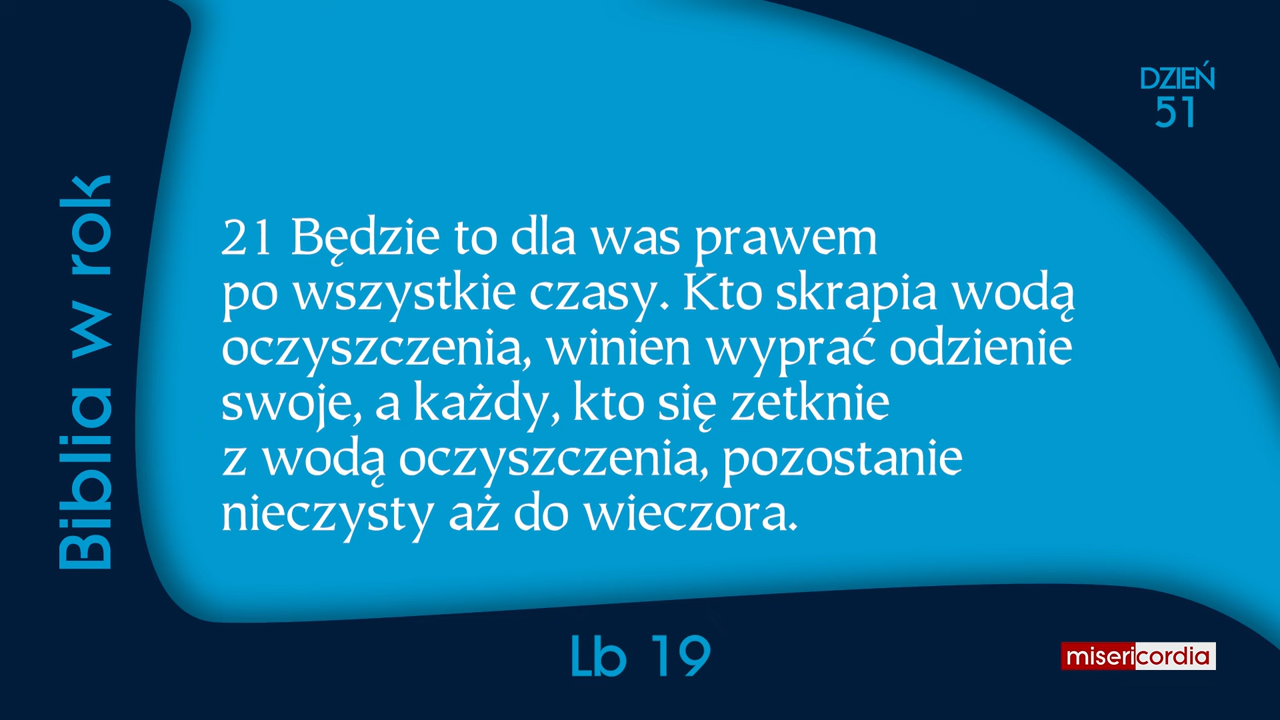 DZIEŃ
51
Biblia w rok
21 Będzie to dla was prawem
po wszystkie czasy. Kto skrapia wodą
oczyszczenia, winien wyprać odzienie
swoje, a każdy, kto się zetknie
z wodą oczyszczenia, pozostanie
nieczysty aż do wieczora.
Lb 19
misericordia